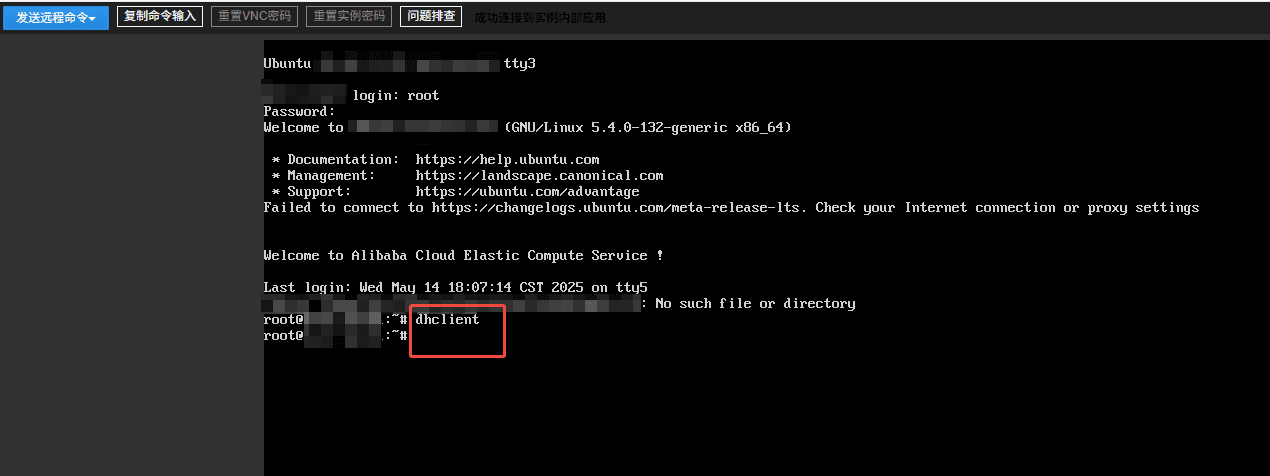 发送远程命令 复制命令输入 重置VNC密码 重置实例密码 问题排查 成功连接到实例内部应用.
Ubuntu tty3
login: root
Password:
Welcome to (GNU/Linux 5.4.0-132-generic x86_64)
* Documentation: https://help.ubuntu.com
* Management: https://landscape.canonical.com
* Support: https://ubuntu.com/advantage
Failed to connect to https://changelogs.ubuntu.com/meta-release-lts. Check your Internet connection or proxy settings
Welcome to Alibaba Cloud Elastic Compute Service !
Last login: Wed May 14 18:07:14 CST 2025 on tty5
: No such file or directory
root@ :~# dhclient
root@ :~#